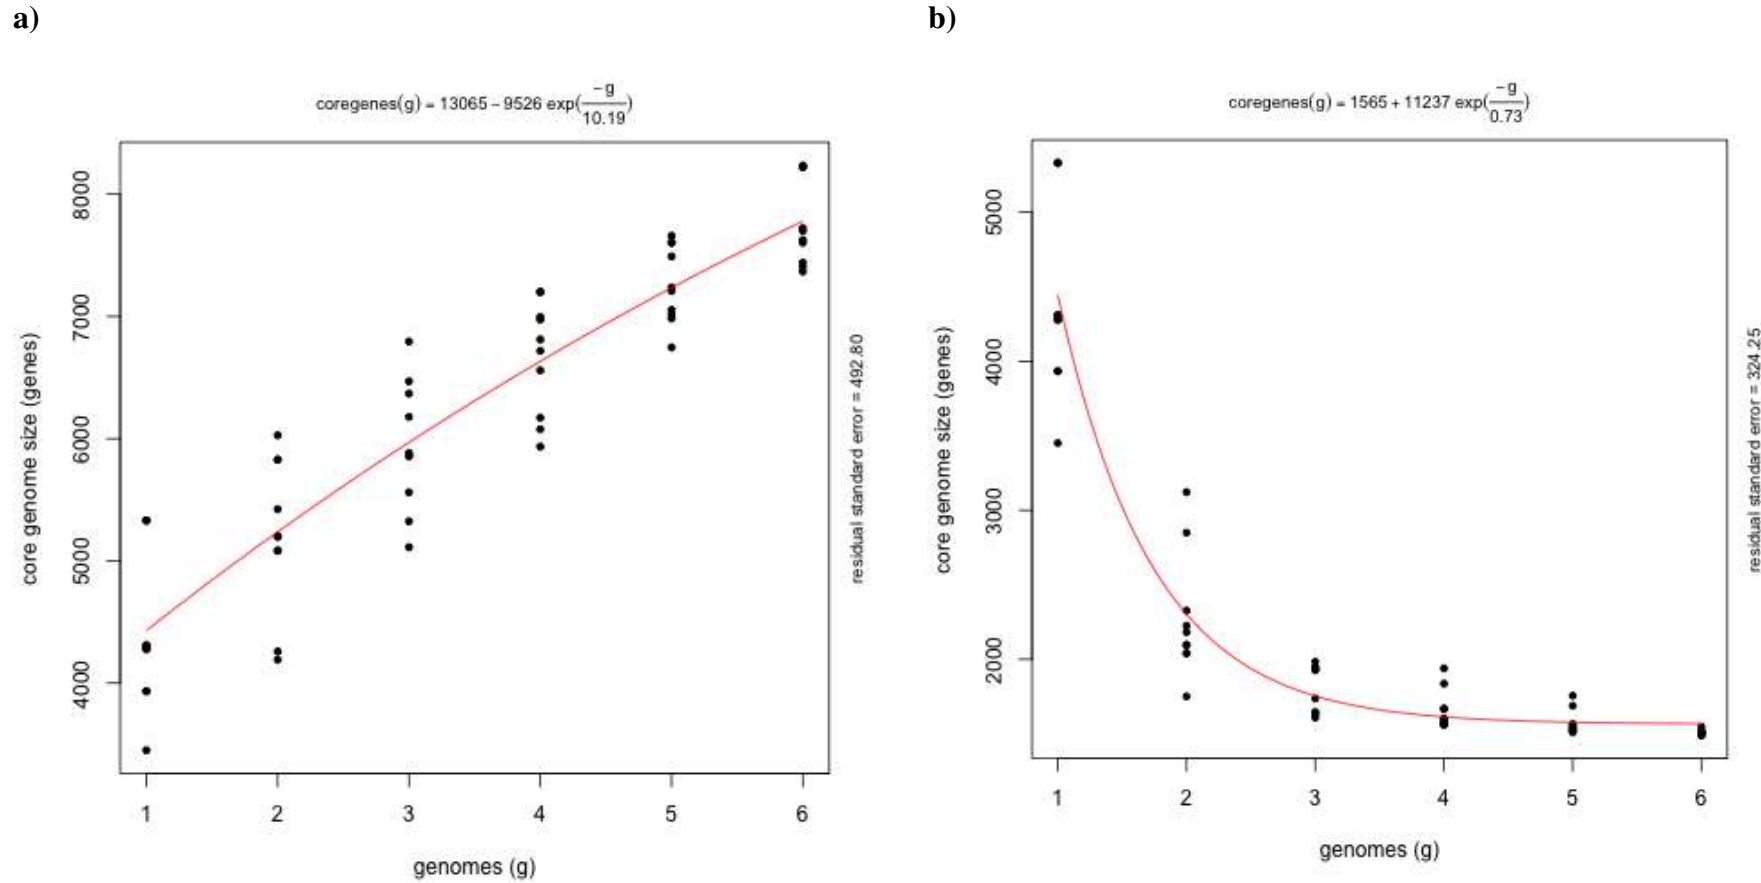 a)
coregenes(g) = 13065 − 9526 exp(−g/10.19)
core genome size (genes)
8000
7000
6000
5000
4000
1 2 3 4 5 6
genomes (g)
residual standard error = 492.80
b)
coregenes(g) = 1565 + 11237 exp(−g/0.73)
core genome size (genes)
5000
4000
3000
2000
1 2 3 4 5 6
genomes (g)
residual standard error = 324.25